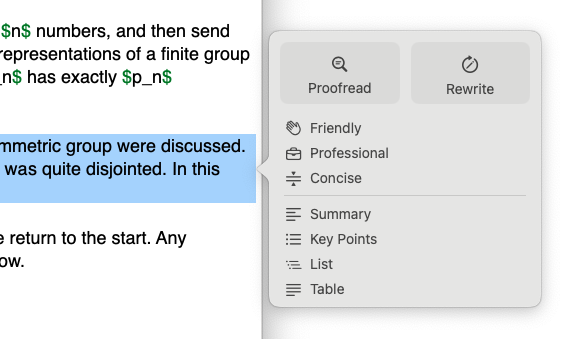 $n$ numbers, and then send
representations of a finite group
_n$ has exactly $p_n$
mmetric group were discussed.
was quite disjointed. In this
e return to the start. Any
ow.
Proofread
Rewrite
Friendly
Professional
Concise
Summary
Key Points
List
Table